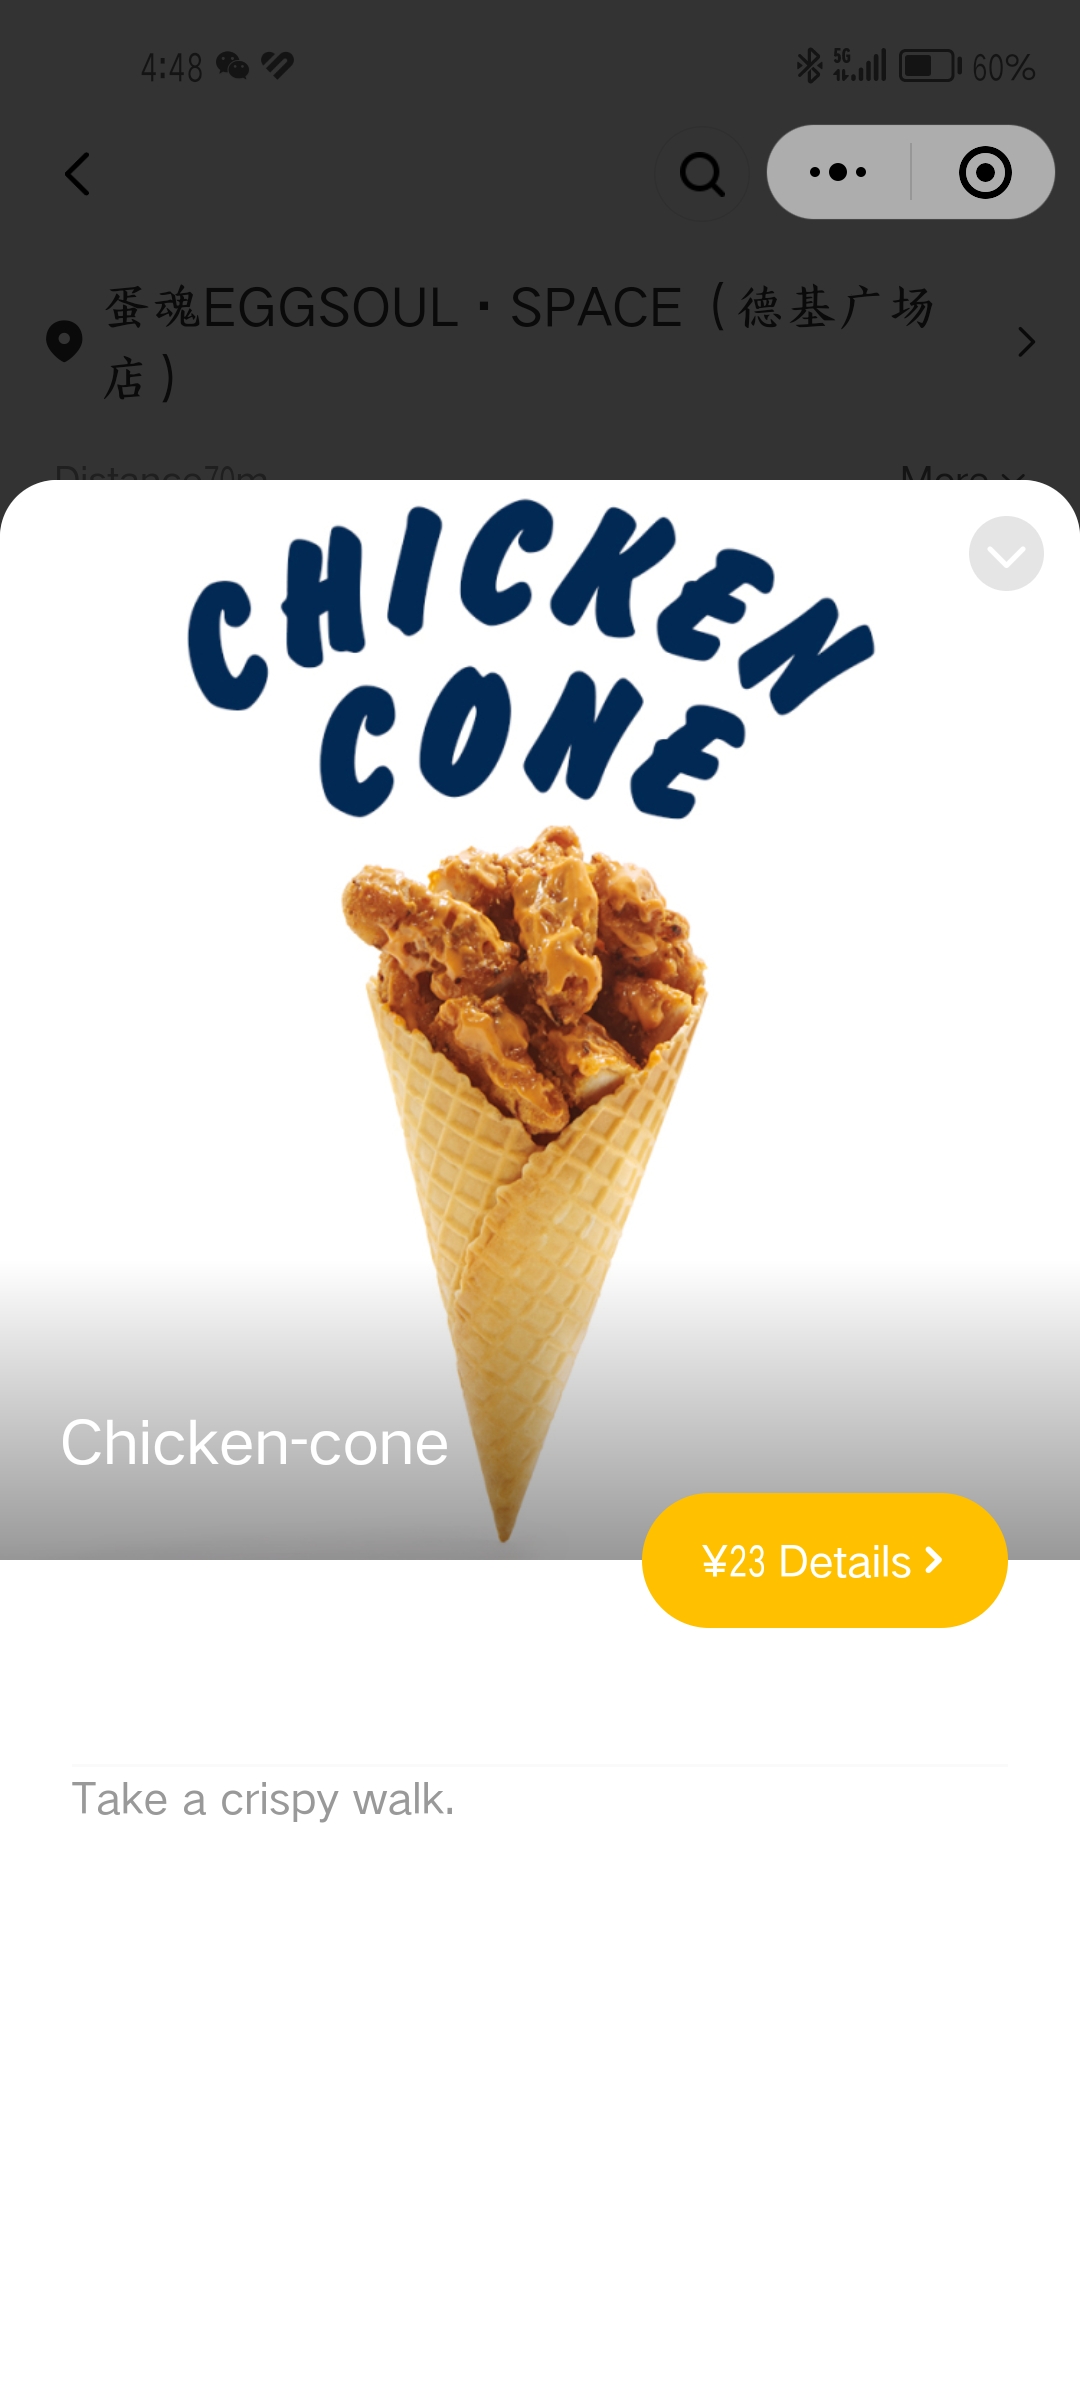 4:48
5G
60%
蛋魂EGGSOUL·SPACE（德基广场
店）
Distance70m
More
CHICKEN
CONE
Chicken-cone
¥23 Details
Take a crispy walk.